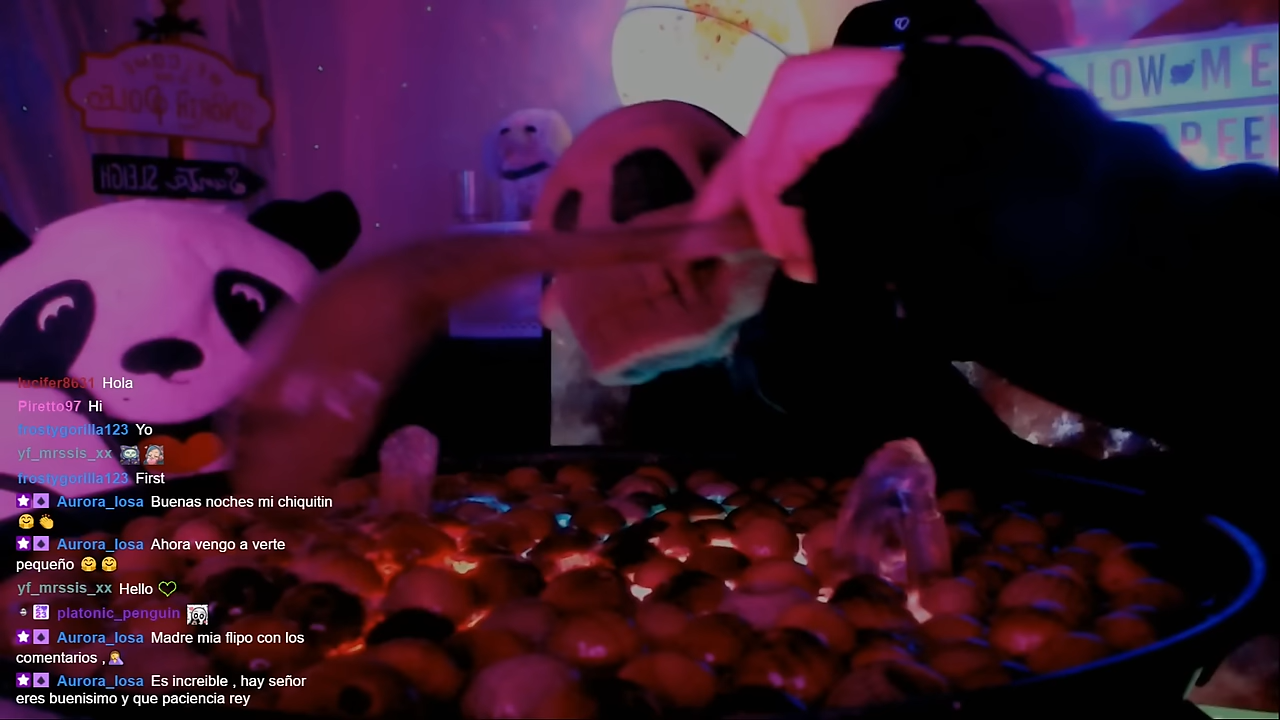 LOW M E
lucifer8631 Hola
Piretto97 Hi
frostygorilla123 Yo
yf_mrssis_xx
frostygorilla123 First
Aurora_losa Buenas noches mi chiquitin
🤗 👏
Aurora_losa Ahora vengo a verte
pequeño 🤗 🤗
yf_mrssis_xx Hello 💚
platonic_penguin
Aurora_losa Madre mia flipo con los
comentarios ,🤦‍♀️
Aurora_losa Es increible , hay señor
eres buenisimo y que paciencia rey